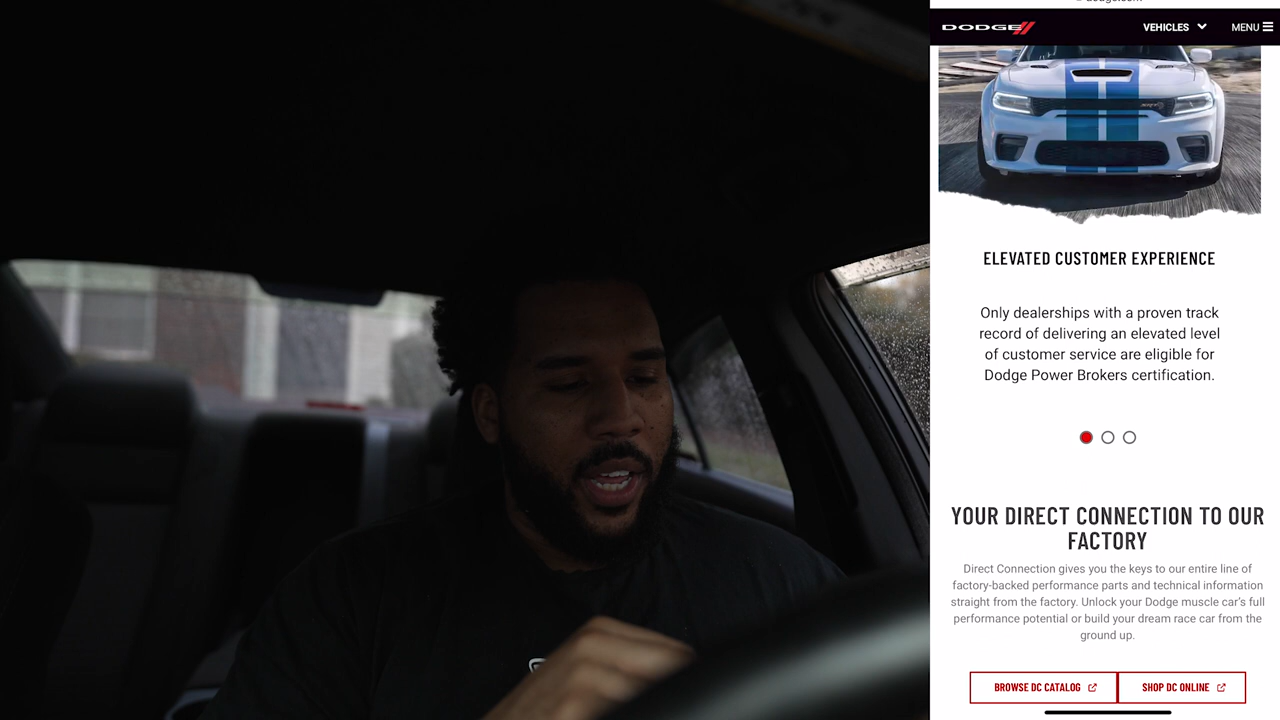 DODGE
VEHICLES
MENU
ELEVATED CUSTOMER EXPERIENCE
Only dealerships with a proven track
record of delivering an elevated level
of customer service are eligible for
Dodge Power Brokers certification.
YOUR DIRECT CONNECTION TO OUR
FACTORY
Direct Connection gives you the keys to our entire line of
factory-backed performance parts and technical information
straight from the factory. Unlock your Dodge muscle car's full
performance potential or build your dream race car from the
ground up.
BROWSE DC CATALOG
SHOP DC ONLINE